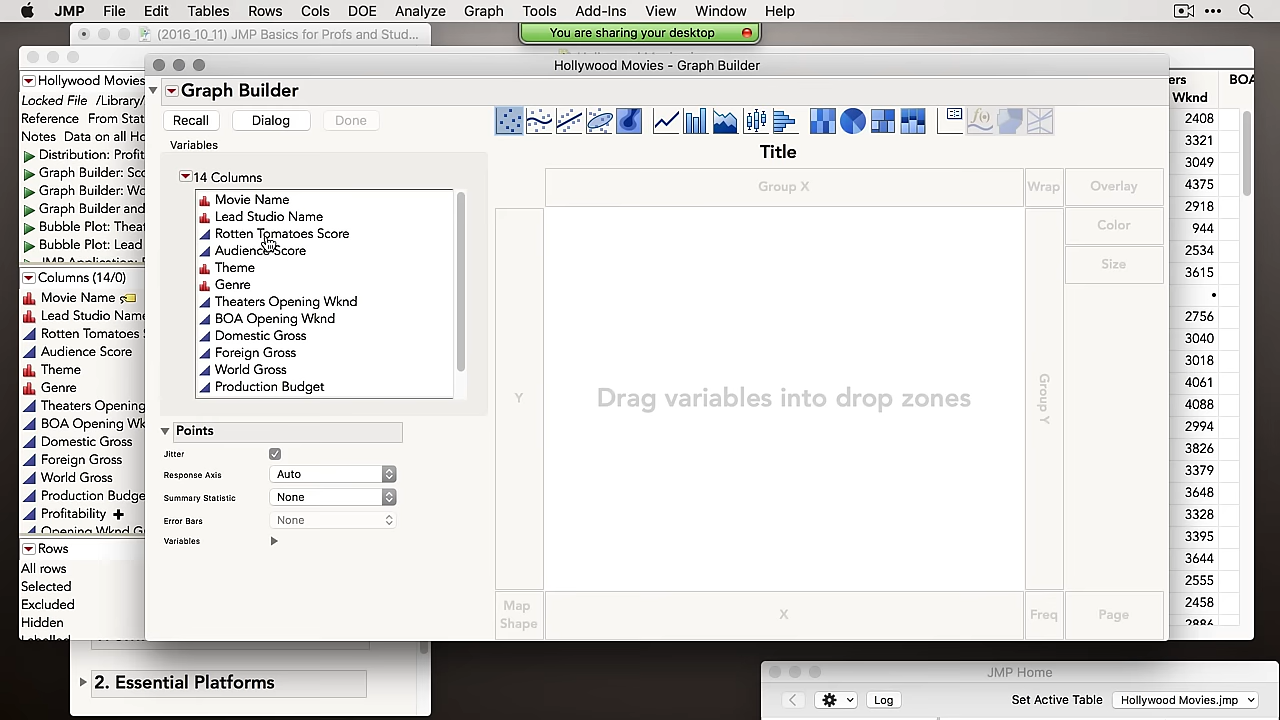 JMP File Edit Tables Rows Cols DOE Analyze Graph Tools Add-Ins View Window Help
(2016_10_11) JMP Basics for Profs and Stud...
You are sharing your desktop
Hollywood Movies - Graph Builder
Hollywood Movies
Locked File /Library/
Reference From Stat
Notes Data on all Ho
Distribution: Profit
Graph Builder: Sco
Graph Builder: Wo
Graph Builder and
Bubble Plot: Theat
Bubble Plot: Lead
Columns (14/0)
Movie Name
Lead Studio Name
Rotten Tomatoes S
Audience Score
Theme
Genre
Theaters Opening
BOA Opening Wk
Domestic Gross
Foreign Gross
World Gross
Production Budge
Profitability
Opening Wknd G
Rows
All rows
Selected
Excluded
Hidden
Labelled
Graph Builder
Recall Dialog Done
Variables
14 Columns
Movie Name
Lead Studio Name
Rotten Tomatoes Score
Audience Score
Theme
Genre
Theaters Opening Wknd
BOA Opening Wknd
Domestic Gross
Foreign Gross
World Gross
Production Budget
Points
Jitter
Response Axis Auto
Summary Statistic None
Error Bars None
Variables
Title
Group X Wrap Overlay
Color
Size
Y
Drag variables into drop zones
Group Y
Map Shape
X
Freq
Page
ers BOA
Wknd
2408
3321
3049
4375
2918
944
2534
3615
•
2756
3040
3018
4061
4088
2994
3826
3379
3648
3328
3395
3644
2555
2458
2886
2. Essential Platforms
JMP Home
Log Set Active Table Hollywood Movies.jmp